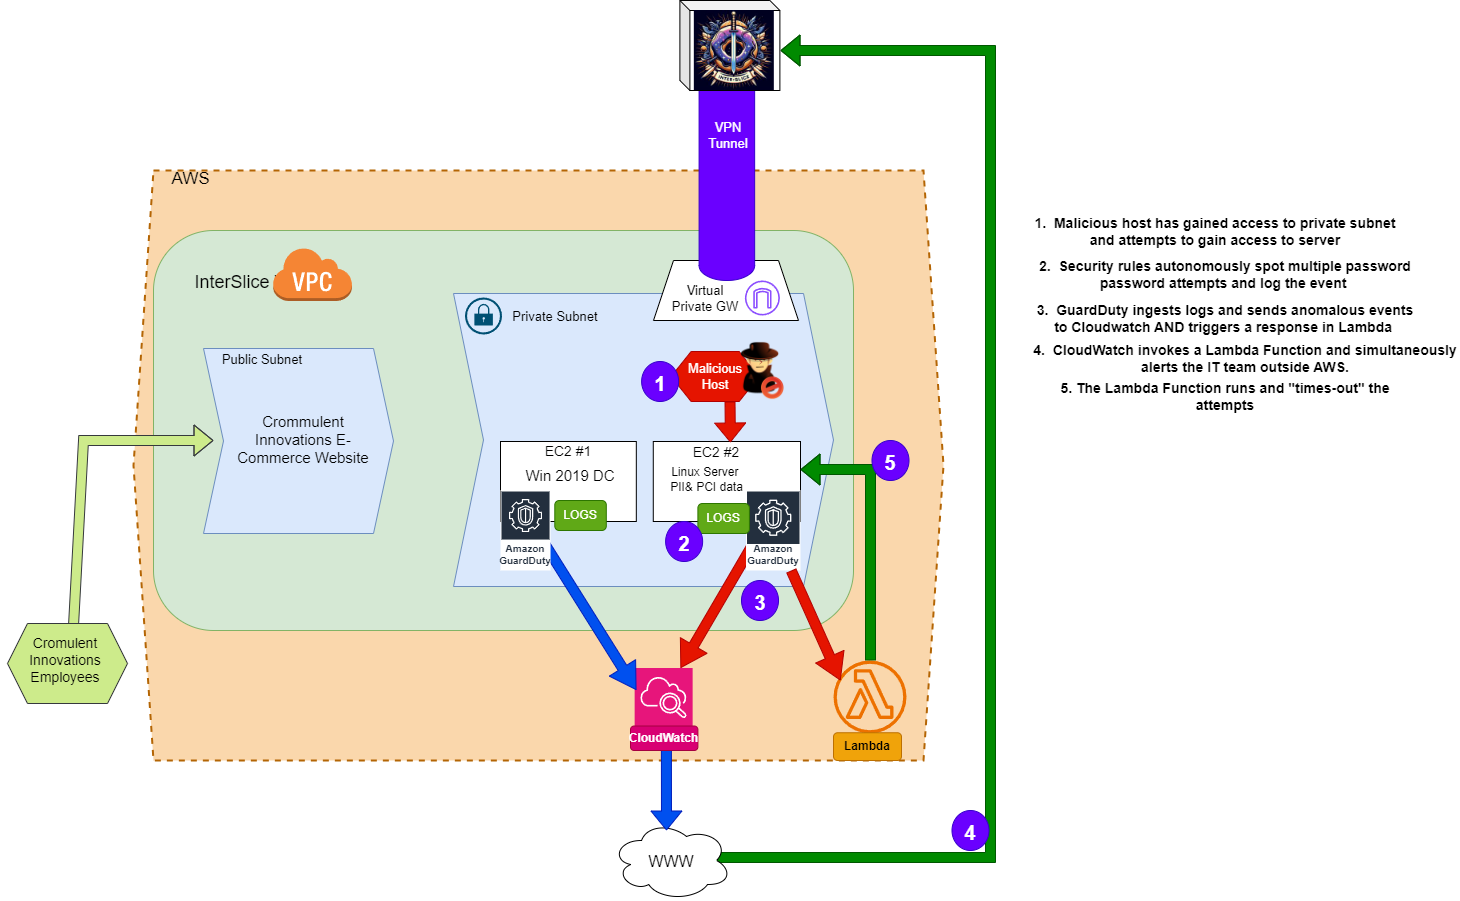 INTER-SLICE
VPN
Tunnel
AWS
InterSlice
VPC
Virtual
Private GW
Private Subnet
Public Subnet
Crommulent
Innovations E-
Commerce Website
1
Malicious
Host
EC2 #1
Win 2019 DC
LOGS
Amazon
GuardDuty
EC2 #2
Linux Server
PII& PCI data
LOGS
Amazon
GuardDuty
2
3
5
Cromulent
Innovations
Employees
CloudWatch
Lambda
WWW
4
1. Malicious host has gained access to private subnet
and attempts to gain access to server
2. Security rules autonomously spot multiple password
password attempts and log the event
3. GuardDuty ingests logs and sends anomalous events
to Cloudwatch AND triggers a response in Lambda
4. CloudWatch invokes a Lambda Function and simultaneously
alerts the IT team outside AWS.
5. The Lambda Function runs and "times-out" the
attempts